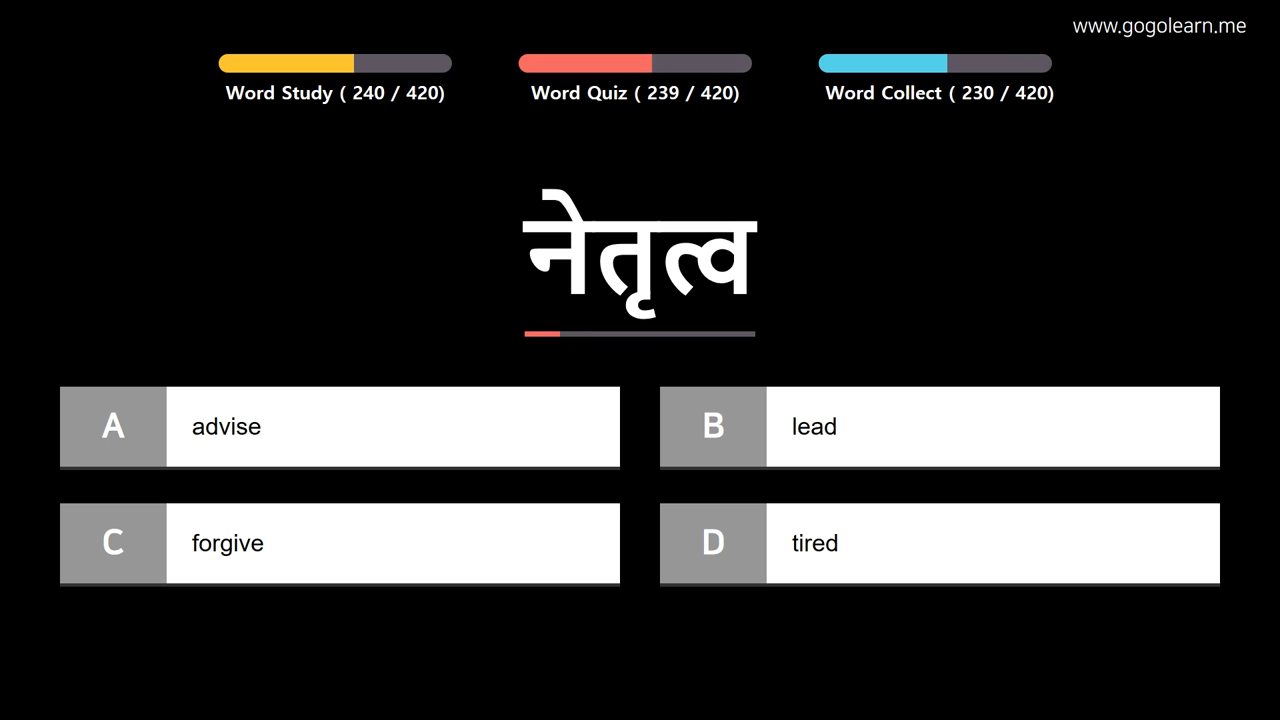 www.gogolearn.me
Word Study ( 240 / 420)
Word Quiz ( 239 / 420)
Word Collect ( 230 / 420)
नेतृत्व
A advise
B lead
C forgive
D tired